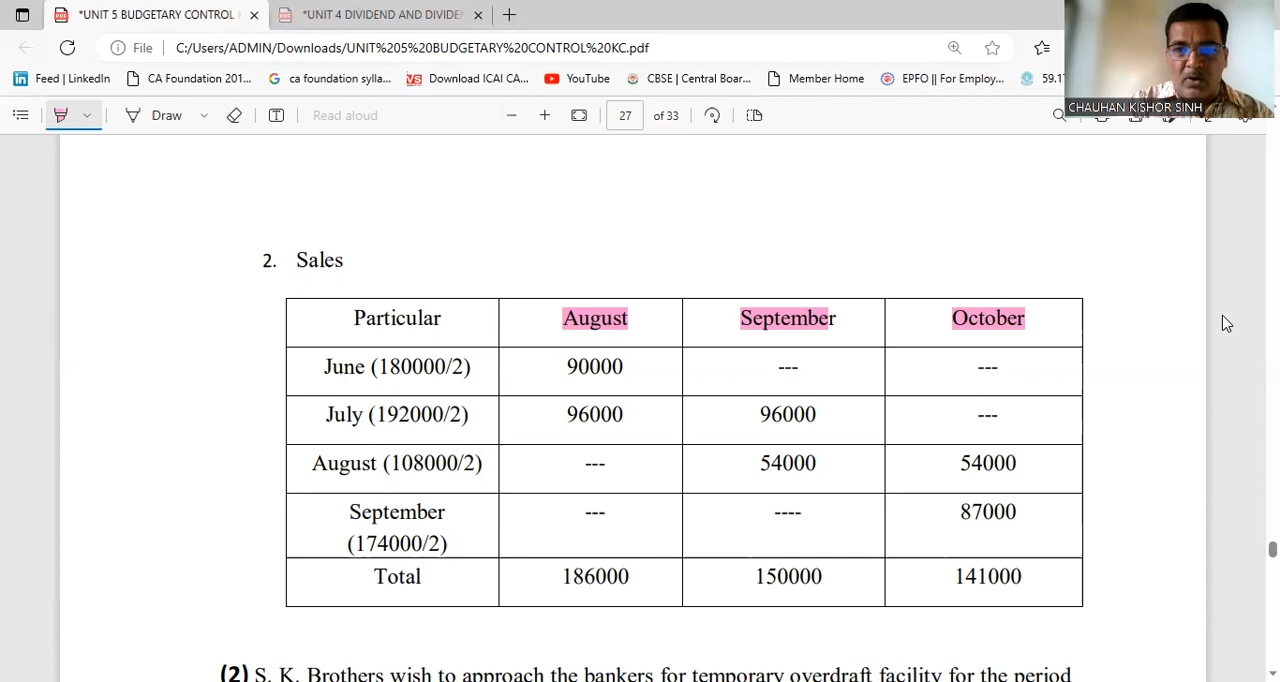 *UNIT 5 BUDGETARY CONTROL
*UNIT 4 DIVIDEND AND DIVIDE
File C:/Users/ADMIN/Downloads/UNIT%205%20BUDGETARY%20CONTROL%20KC.pdf
Feed | LinkedIn CA Foundation 201... ca foundation sylla... Download ICAI CA... YouTube CBSE | Central Boar... Member Home EPFO || For Employ... 59.1
CHAUHAN KISHOR SINH
Draw Read aloud 27 of 33
2. Sales
Particular August September October
June (180000/2) 90000 --- ---
July (192000/2) 96000 96000 ---
August (108000/2) --- 54000 54000
September --- ---- 87000
(174000/2)
Total 186000 150000 141000
(2) S. K. Brothers wish to approach the bankers for temporary overdraft facility for the period